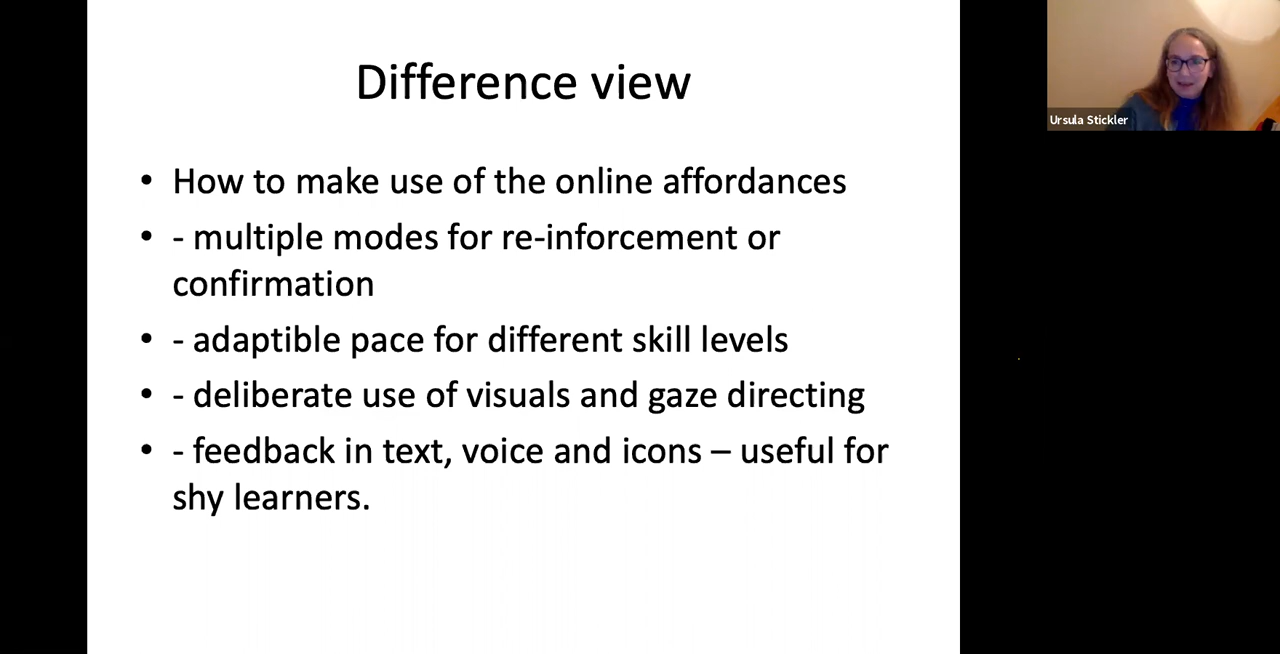 Difference view
• How to make use of the online affordances
• - multiple modes for re-inforcement or
confirmation
• - adaptible pace for different skill levels
• - deliberate use of visuals and gaze directing
• - feedback in text, voice and icons – useful for
shy learners.
Ursula Stickler